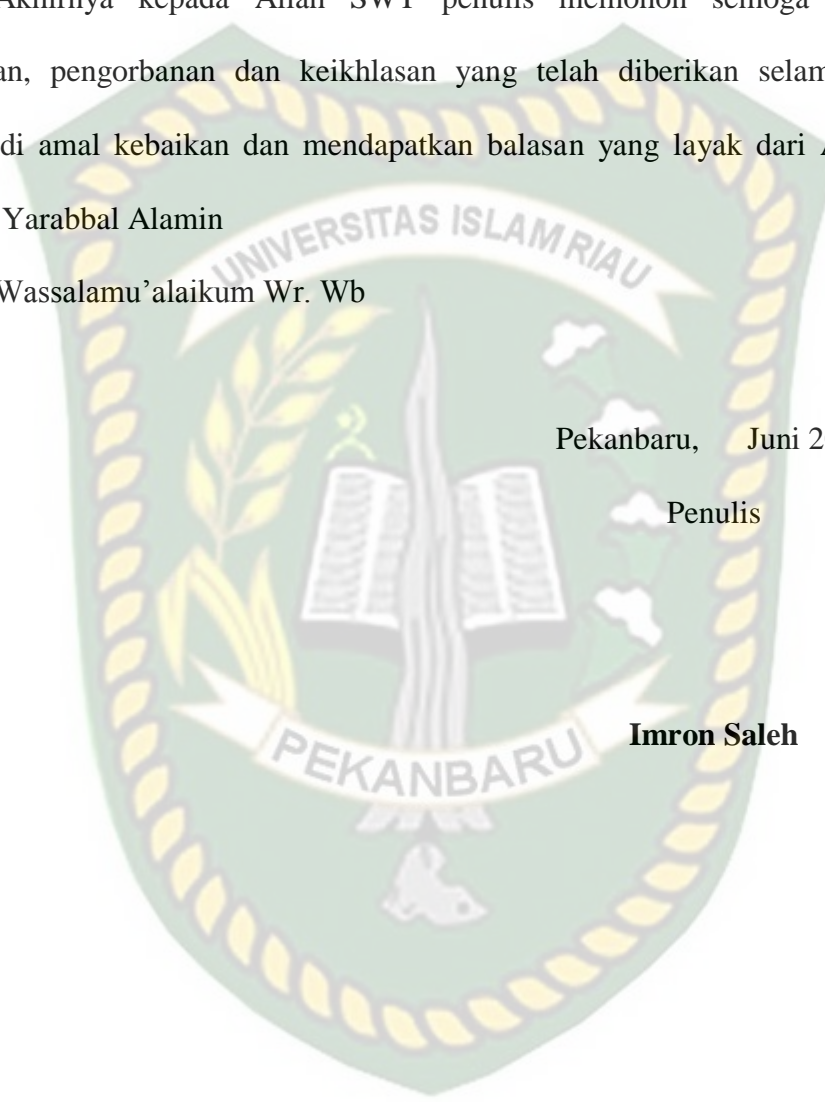 Akhirnya kepada Allah SWT penulis memohon semoga
an, pengorbanan dan keikhlasan yang telah diberikan selam
di amal kebaikan dan mendapatkan balasan yang layak dari A
Yarabbal Alamin
UNIVERSITAS ISLAM RIAU
Wassalamu’alaikum Wr. Wb
Pekanbaru, Juni 2
Penulis
Imron Saleh
PEKANBARU